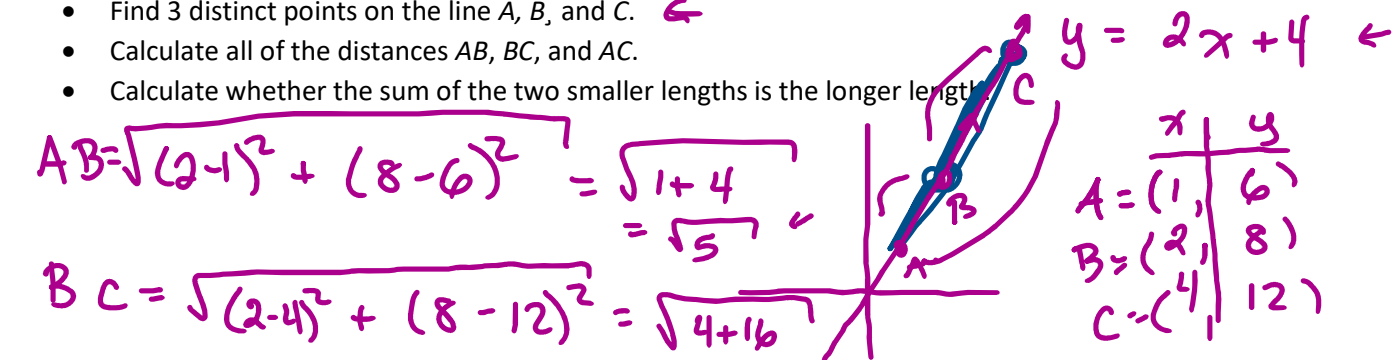 • Find 3 distinct points on the line A, B, and C. ←
• Calculate all of the distances AB, BC, and AC.
• Calculate whether the sum of the two smaller lengths is the longer length.
y = 2x + 4 ←
C
B
A
x | y
A = (1, 6)
B = (2, 8)
C = (4, 12)
AB = √((2-1)² + (8-6)²) = √(1+4)
= √5 ←
BC = √((2-4)² + (8-12)²) = √(4+16)